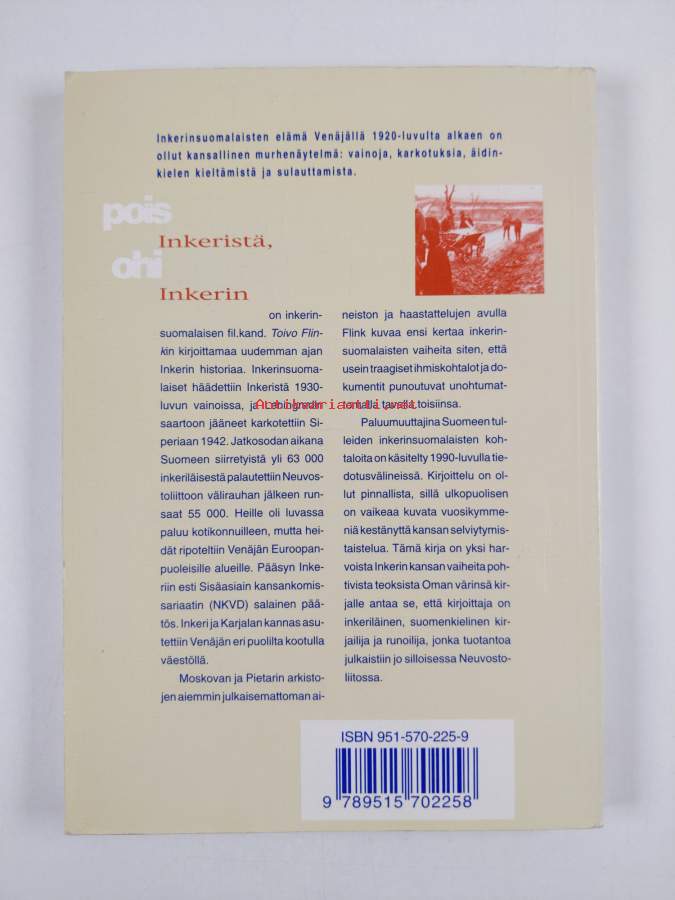 Inkerinsuomalaisten elämä Venäjällä 1920-luvulta alkaen on
ollut kansallinen murhenäytelmä: vainoja, karkotuksia, äidin-
kielen kieltämistä ja sulauttamista.
pois
Inkeristä,
ohi
Inkerin
on inkerin-
suomalaisen fil.kand. Toivo Flin-
kin kirjoittamaa uudemman ajan
Inkerin historiaa. Inkerinsuoma-
laiset häädettiin Inkeristä 1930-
luvun vainoissa, ja Leningradin
saartoon jääneet karkotettiin Si-
periaan 1942. Jatkosodan aikana
Suomeen siirretyistä yli 63 000
inkeriläisestä palautettiin Neuvos-
toliittoon välirauhan jälkeen run-
saat 55 000. Heille oli luvassa
paluu kotikonnuilleen, mutta hei-
dät ripoteltiin Venäjän Euroopan-
puoleisille alueille. Pääsyn Inke-
riin esti Sisäasiain kansankomis-
sariaatin (NKVD) salainen pää-
tös. Inkeri ja Karjalan kannas asu-
tettiin Venäjän eri puolilta kootulla
väestöllä.
Moskovan ja Pietarin arkisto-
jen aiemmin julkaisemattoman ai-
neiston ja haastattelujen avulla
Flink kuvaa ensi kertaa inkerin-
suomalaisten vaiheita siten, että
usein traagiset ihmiskohtalot ja do-
kumentit punoutuvat unohtumat-
tomalla tavalla toisiinsa.
Paluumuuttajina Suomeen tul-
leiden inkerinsuomalaisten koh-
taloita on käsitelty 1990-luvulla tie-
dotusvälineissä. Kirjoittelu on ol-
lut pinnallista, sillä ulkopuolisen
on vaikeaa kuvata vuosikymme-
niä kestänyttä kansan selviytymis-
taistelua. Tämä kirja on yksi har-
voista Inkerin kansan vaiheita poh-
tivista teoksista Oman värinsä kir-
jalle antaa se, että kirjoittaja on
inkeriläinen, suomenkielinen kir-
jailija ja runoilija, jonka tuotantoa
julkaistiin jo silloisessa Neuvosto-
liitossa.
Antikvariaatti.net
ISBN 951-570-225-9
9 789515 702258